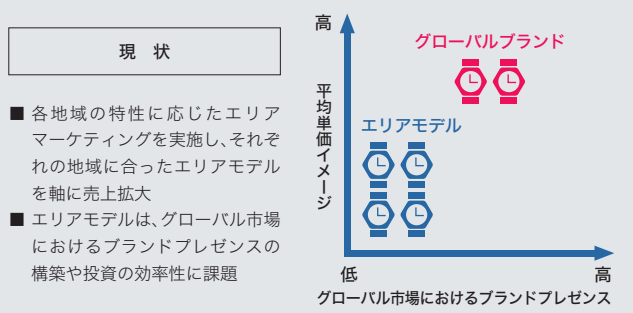 現 状
■ 各地域の特性に応じたエリア
マーケティングを実施し、それぞ
れの地域に合ったエリアモデル
を軸に売上拡大
■ エリアモデルは、グローバル市場
におけるブランドプレゼンスの
構築や投資の効率性に課題
高
グローバルブランド
平均単価イメージ
エリアモデル
低
高
グローバル市場におけるブランドプレゼンス